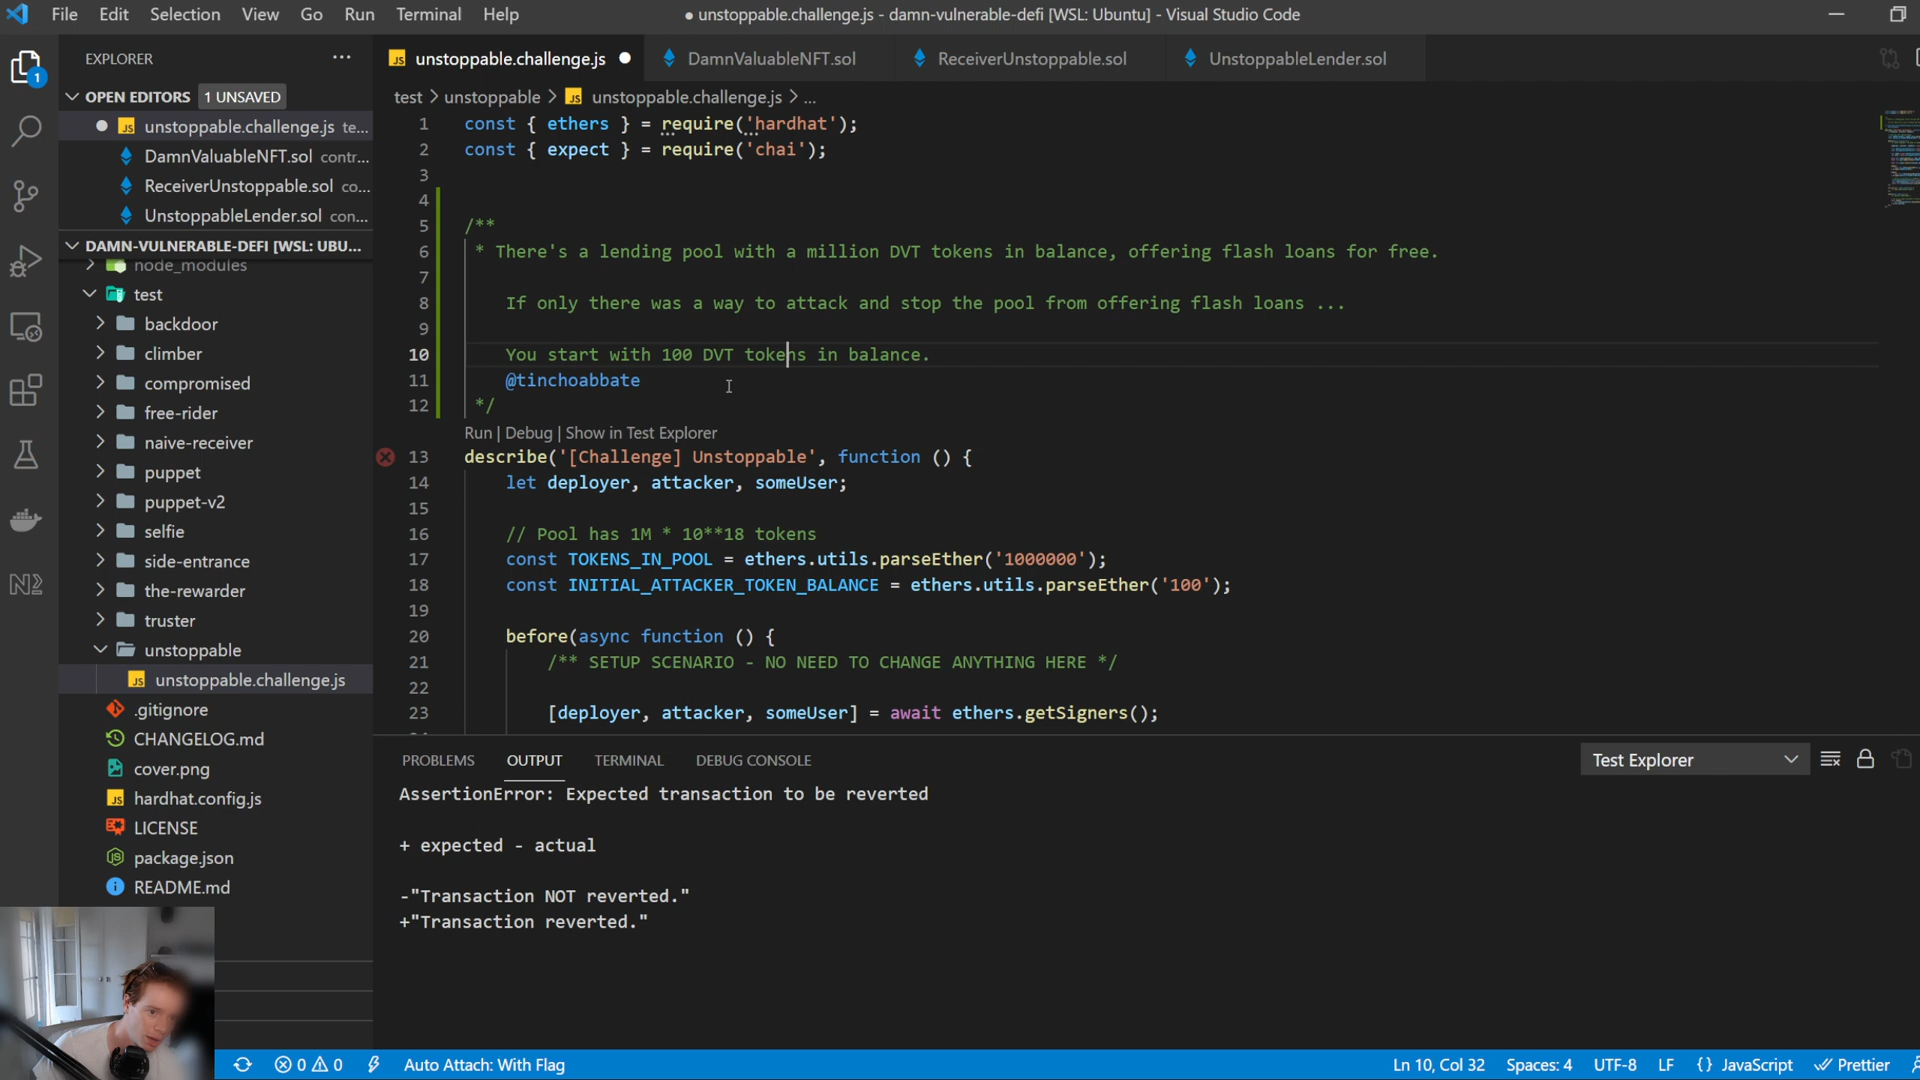 File Edit Selection View Go Run Terminal Help
● unstoppable.challenge.js - damn-vulnerable-defi [WSL: Ubuntu] - Visual Studio Code
EXPLORER ...
OPEN EDITORS 1 UNSAVED
unstoppable.challenge.js te...
DamnValuableNFT.sol contr...
ReceiverUnstoppable.sol co...
UnstoppableLender.sol con...
DAMN-VULNERABLE-DEFI [WSL: UBU...
node_modules
test
backdoor
climber
compromised
free-rider
naive-receiver
puppet
puppet-v2
selfie
side-entrance
the-rewarder
truster
unstoppable
unstoppable.challenge.js
.gitignore
CHANGELOG.md
cover.png
hardhat.config.js
LICENSE
package.json
README.md
1
unstoppable.challenge.js DamnValuableNFT.sol ReceiverUnstoppable.sol UnstoppableLender.sol
test > unstoppable > unstoppable.challenge.js > ...
1 const { ethers } = require('hardhat');
2 const { expect } = require('chai');
3
4
5 /**
6 * There's a lending pool with a million DVT tokens in balance, offering flash loans for free.
7
8 If only there was a way to attack and stop the pool from offering flash loans ...
9
10 You start with 100 DVT tokens in balance.
11 @tinchoabbate
12 */
Run | Debug | Show in Test Explorer
13 describe('[Challenge] Unstoppable', function () {
14 let deployer, attacker, someUser;
15
16 // Pool has 1M * 10**18 tokens
17 const TOKENS_IN_POOL = ethers.utils.parseEther('1000000');
18 const INITIAL_ATTACKER_TOKEN_BALANCE = ethers.utils.parseEther('100');
19
20 before(async function () {
21 /** SETUP SCENARIO - NO NEED TO CHANGE ANYTHING HERE */
22
23 [deployer, attacker, someUser] = await ethers.getSigners();
PROBLEMS OUTPUT TERMINAL DEBUG CONSOLE Test Explorer
AssertionError: Expected transaction to be reverted
+ expected - actual
-"Transaction NOT reverted."
+"Transaction reverted."
0 0 Auto Attach: With Flag Ln 10, Col 32 Spaces: 4 UTF-8 LF {} JavaScript Prettier